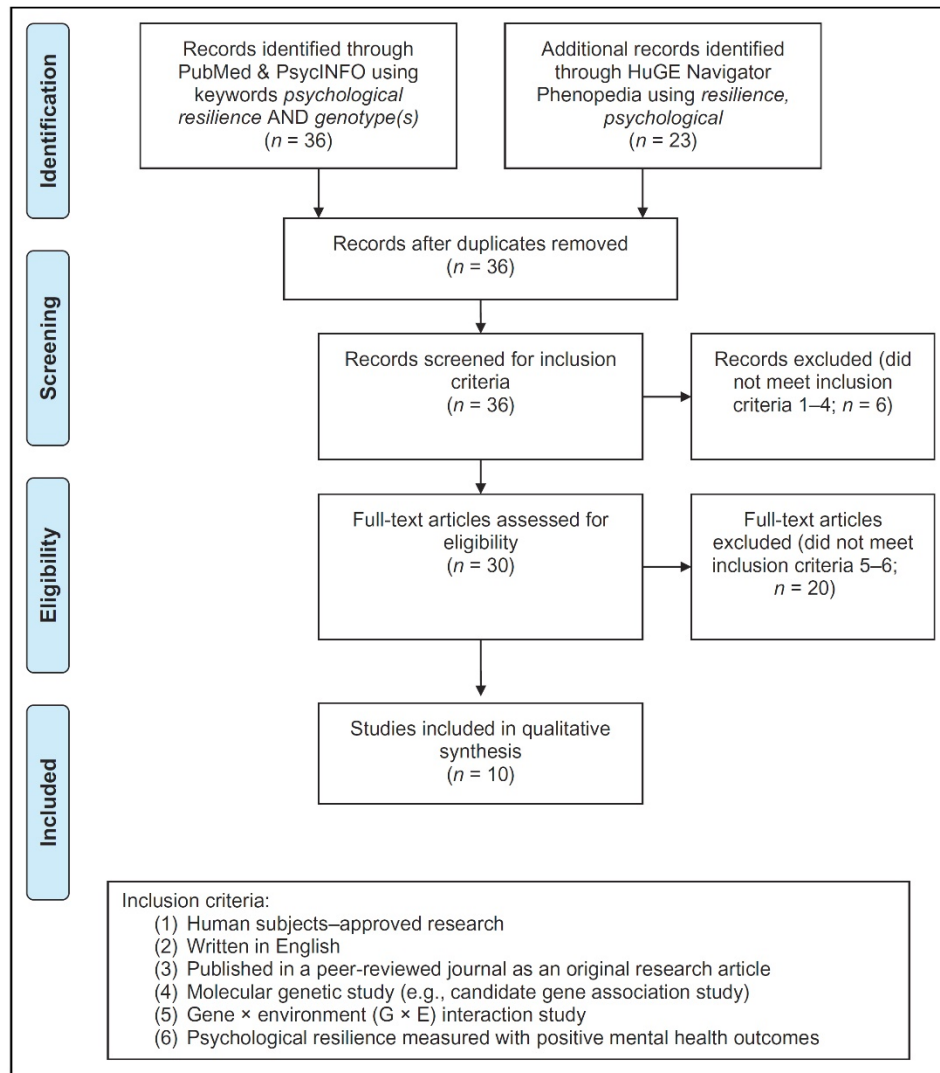 Identification
Records identified through
PubMed & PsycINFO using
keywords psychological
resilience AND genotype(s)
(n = 36)
Additional records identified
through HuGE Navigator
Phenopedia using resilience,
psychological
(n = 23)
Records after duplicates removed
(n = 36)
Screening
Records screened for inclusion
criteria
(n = 36)
Records excluded (did
not meet inclusion
criteria 1–4; n = 6)
Eligibility
Full-text articles assessed for
eligibility
(n = 30)
Full-text articles
excluded (did not meet
inclusion criteria 5–6;
n = 20)
Included
Studies included in qualitative
synthesis
(n = 10)
Inclusion criteria:
(1) Human subjects–approved research
(2) Written in English
(3) Published in a peer-reviewed journal as an original research article
(4) Molecular genetic study (e.g., candidate gene association study)
(5) Gene × environment (G × E) interaction study
(6) Psychological resilience measured with positive mental health outcomes